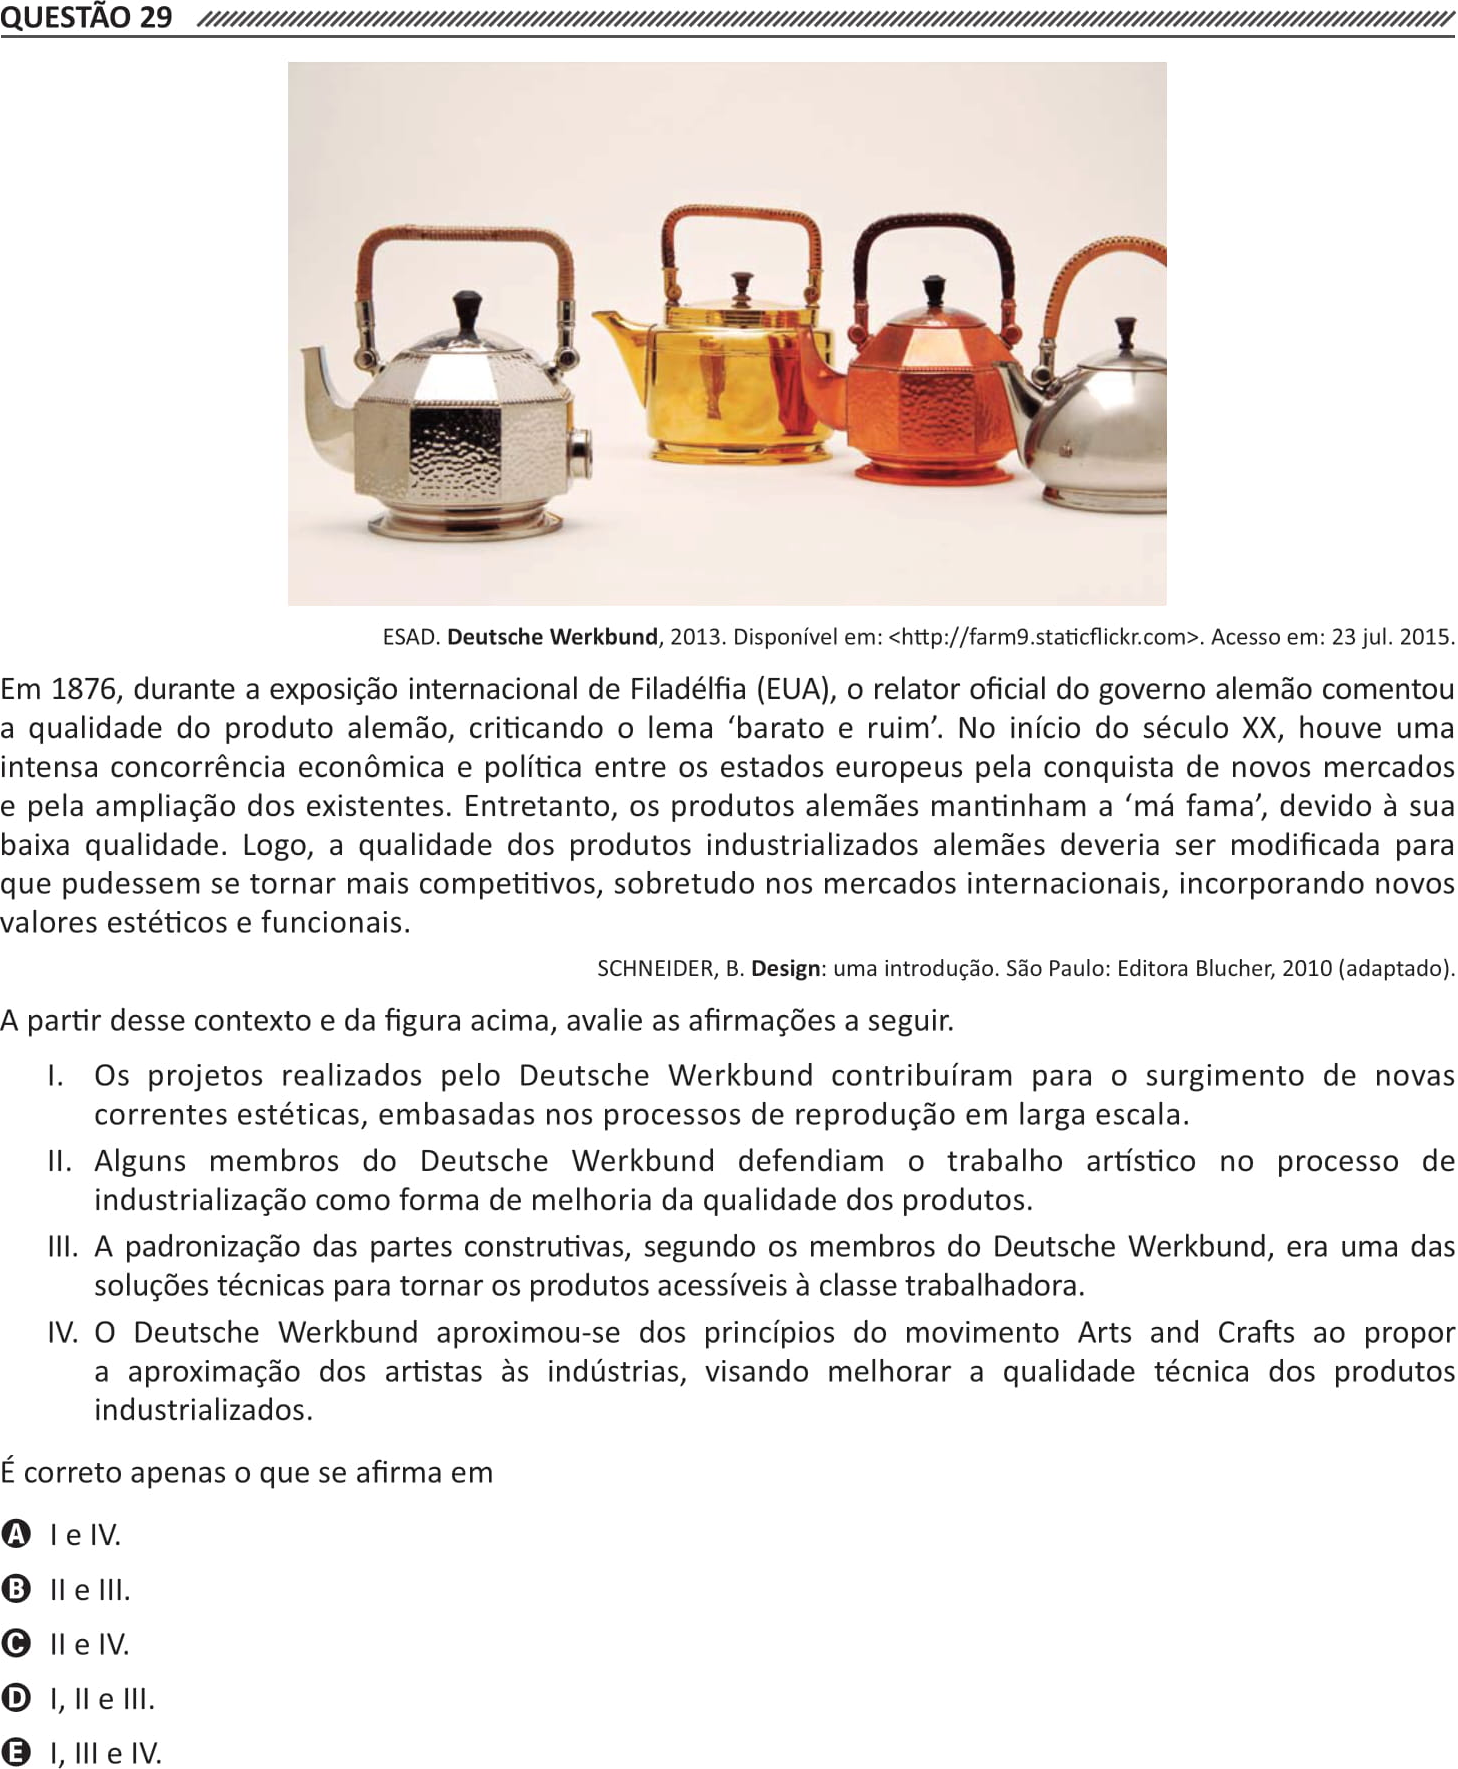 QUESTÃO 29
ESAD. Deutsche Werkbund, 2013. Disponível em: <http://farm9.staticflickr.com>. Acesso em: 23 jul. 2015.
Em 1876, durante a exposição internacional de Filadélfia (EUA), o relator oficial do governo alemão comentou
a qualidade do produto alemão, criticando o lema ‘barato e ruim’. No início do século XX, houve uma
intensa concorrência econômica e política entre os estados europeus pela conquista de novos mercados
e pela ampliação dos existentes. Entretanto, os produtos alemães mantinham a ‘má fama’, devido à sua
baixa qualidade. Logo, a qualidade dos produtos industrializados alemães deveria ser modificada para
que pudessem se tornar mais competitivos, sobretudo nos mercados internacionais, incorporando novos
valores estéticos e funcionais.
SCHNEIDER, B. Design: uma introdução. São Paulo: Editora Blucher, 2010 (adaptado).
A partir desse contexto e da figura acima, avalie as afirmações a seguir.
I. Os projetos realizados pelo Deutsche Werkbund contribuíram para o surgimento de novas
correntes estéticas, embasadas nos processos de reprodução em larga escala.
II. Alguns membros do Deutsche Werkbund defendiam o trabalho artístico no processo de
industrialização como forma de melhoria da qualidade dos produtos.
III. A padronização das partes construtivas, segundo os membros do Deutsche Werkbund, era uma das
soluções técnicas para tornar os produtos acessíveis à classe trabalhadora.
IV. O Deutsche Werkbund aproximou-se dos princípios do movimento Arts and Crafts ao propor
a aproximação dos artistas às indústrias, visando melhorar a qualidade técnica dos produtos
industrializados.
É correto apenas o que se afirma em
A I e IV.
B II e III.
C II e IV.
D I, II e III.
E I, III e IV.